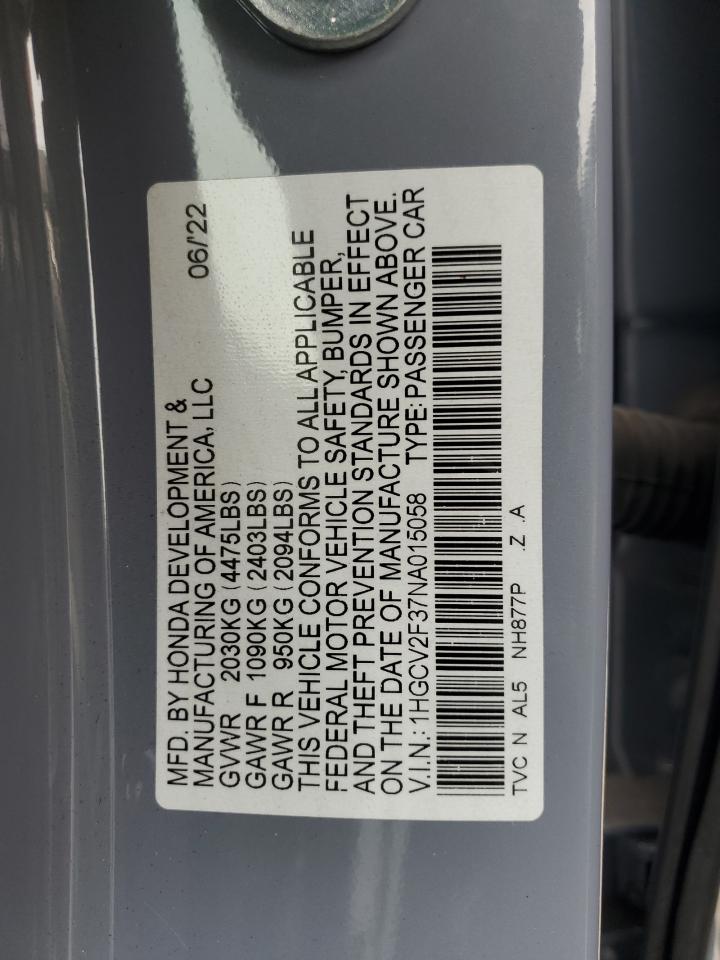 MFD. BY HONDA DEVELOPMENT & 06/'22
MANUFACTURING OF AMERICA, LLC
GVWR 2030KG (4475LBS)
GAWR F 1090KG (2403LBS)
GAWR R 950KG (2094LBS)
THIS VEHICLE CONFORMS TO ALL APPLICABLE
FEDERAL MOTOR VEHICLE SAFETY, BUMPER,
AND THEFT PREVENTION STANDARDS IN EFFECT
ON THE DATE OF MANUFACTURE SHOWN ABOVE.
V.I.N.: 1HGCV2F37NA015058 TYPE: PASSENGER CAR
TVC N AL5 NH877P .Z .A